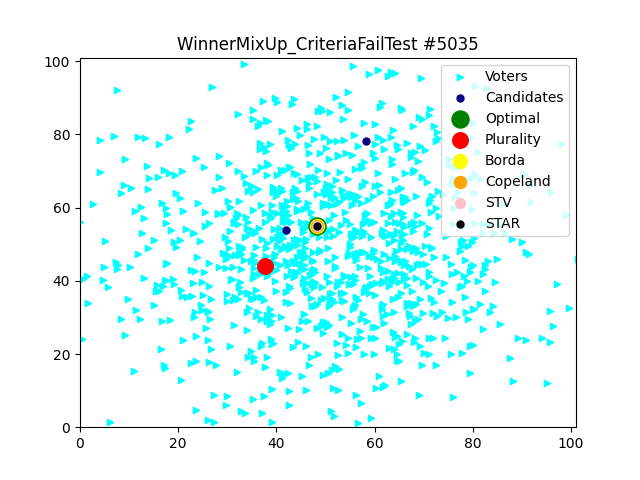 WinnerMixUp_CriteriaFailTest #5035
100
80
60
40
20
0
0
20
40
60
80
100
Voters
Candidates
Optimal
Plurality
Borda
Copeland
STV
STAR